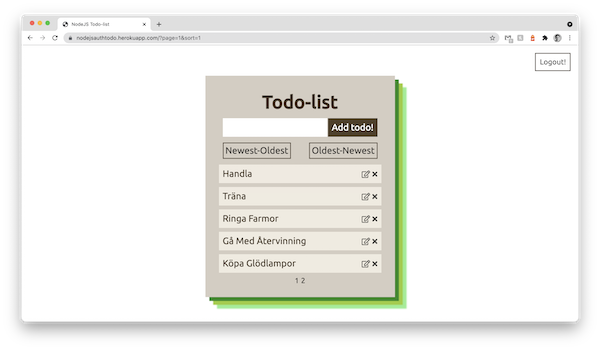 NodeJS Todo-list
nodejsauthtodo.herokuapp.com/?page=1&sort=1
Logout!
Todo-list
Add todo!
Newest-Oldest Oldest-Newest
Handla
Träna
Ringa Farmor
Gå Med Återvinning
Köpa Glödlampor
1 2